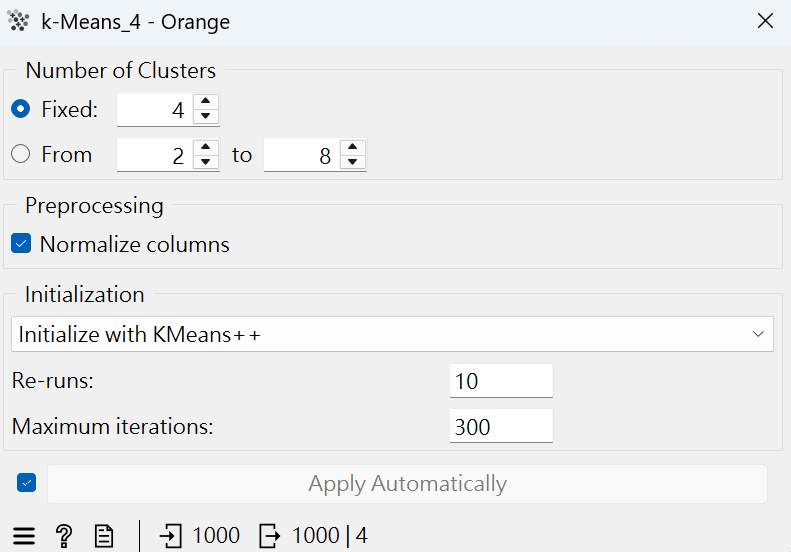 k-Means_4 - Orange
Number of Clusters
Fixed: 4
From 2 to 8
Preprocessing
Normalize columns
Initialization
Initialize with KMeans++
Re-runs: 10
Maximum iterations: 300
Apply Automatically
? 1000 1000 | 4